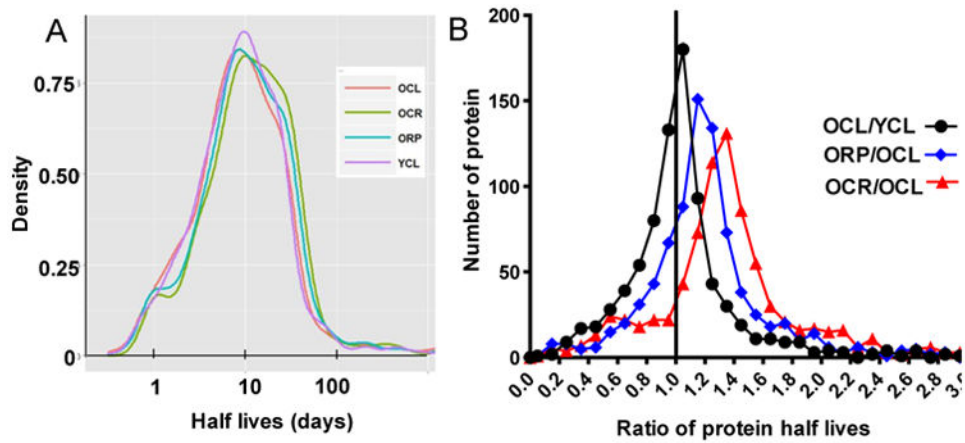 A
Density
0.75
0.50
0.25
0
1
10
100
Half lives (days)
OCL
OCR
ORP
YCL
B
Number of protein
200
150
100
50
0
OCL/YCL
ORP/OCL
OCR/OCL
0.0
0.2
0.4
0.6
0.8
1.0
1.2
1.4
1.6
1.8
2.0
2.2
2.4
2.6
2.8
Ratio of protein half lives